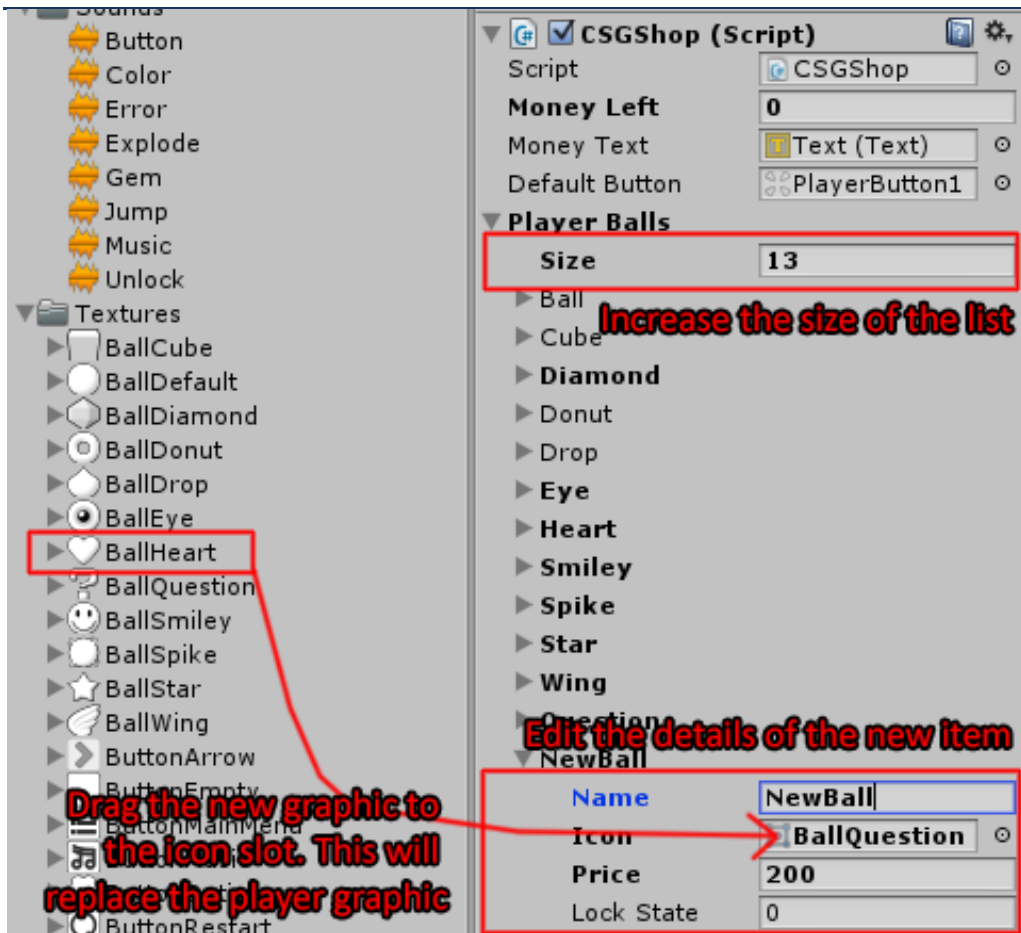 Sounds
Button
Color
Error
Explode
Gem
Jump
Music
Unlock
Textures
BallCube
BallDefault
BallDiamond
BallDonut
BallDrop
BallEye
BallHeart
BallQuestion
BallSmiley
BallSpike
BallStar
BallWing
ButtonArrow
ButtonEmpty
ButtonMainMenu
ButtonRestart
Drag the new graphic to
the icon slot. This will
replace the player graphic
CSGShop (Script)
Script CSGShop
Money Left 0
Money Text Text (Text)
Default Button PlayerButton1
Player Balls
Size 13
Increase the size of the list
Ball
Cube
Diamond
Donut
Drop
Eye
Heart
Smiley
Spike
Star
Wing
Question
Edit the details of the new item
NewBall
Name NewBall
Icon BallQuestion
Price 200
Lock State 0